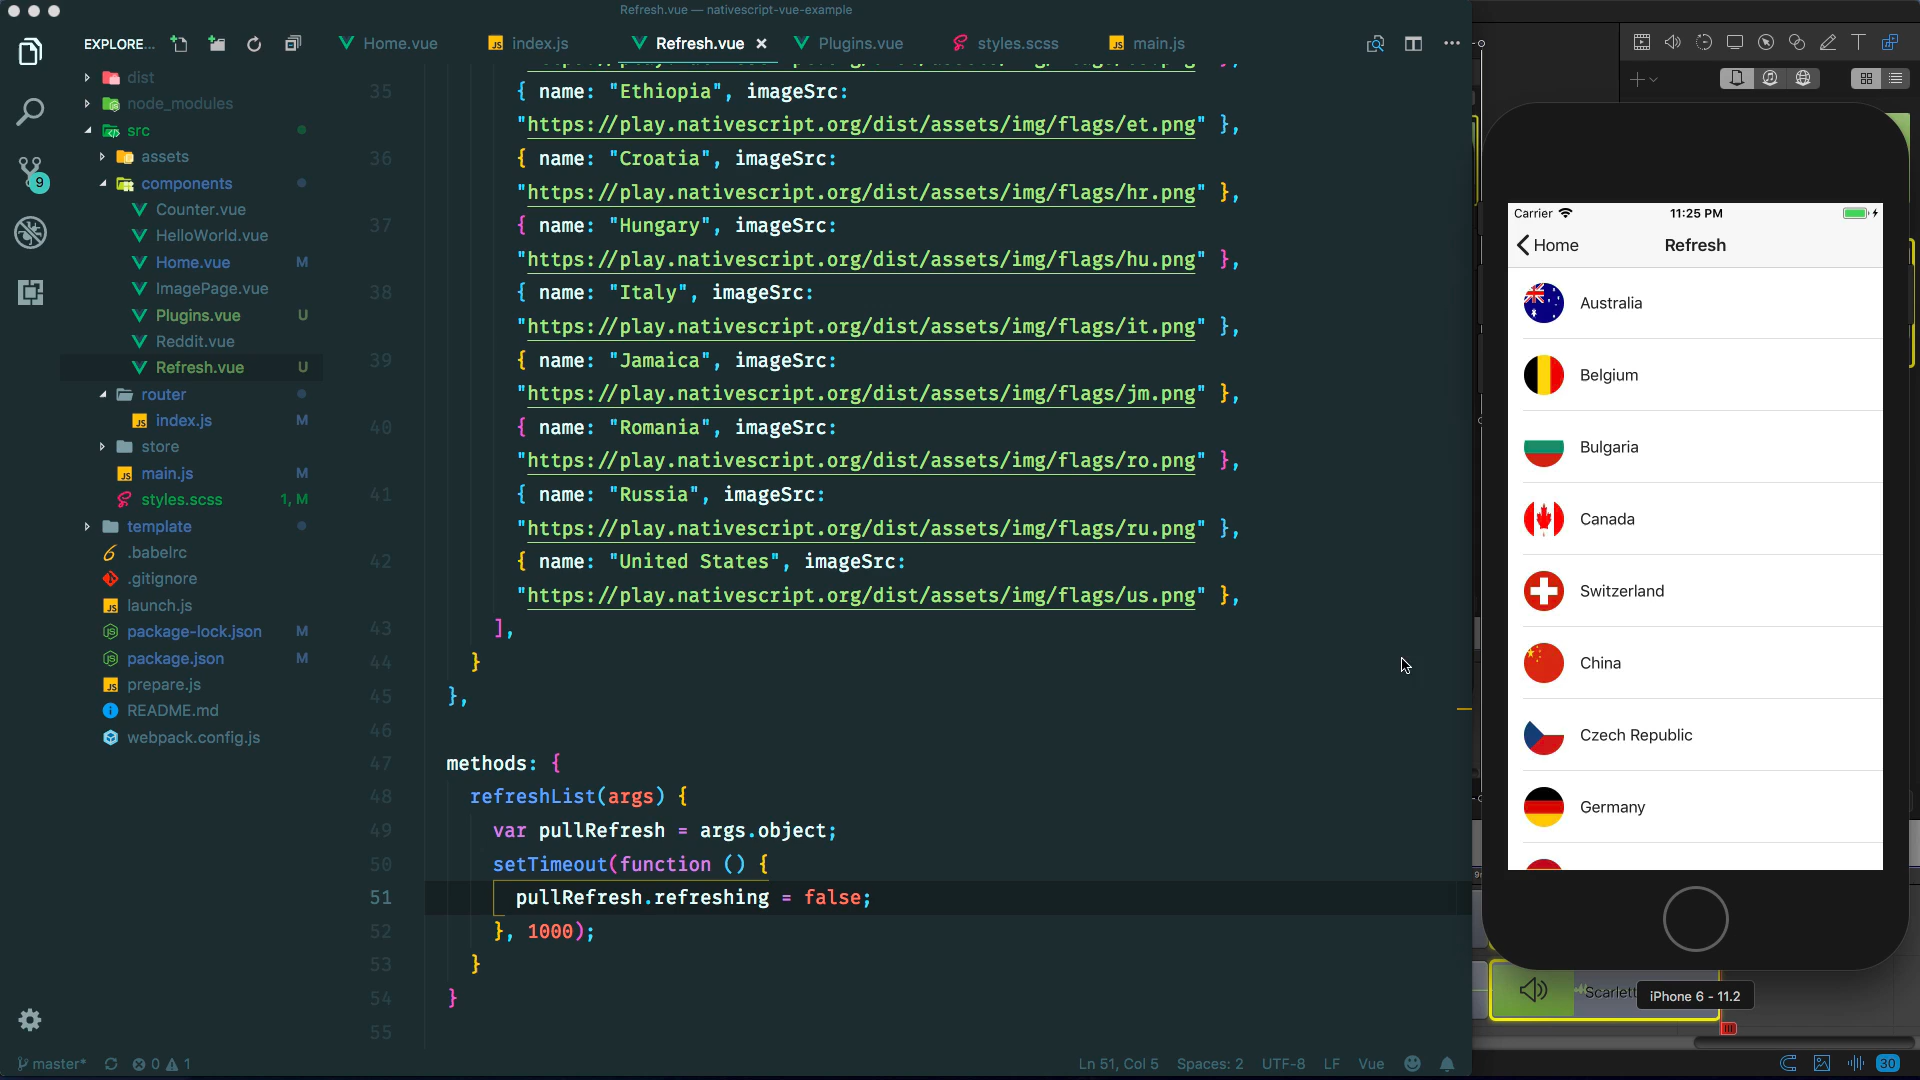 Refresh.vue — nativescript-vue-example
EXPLORE...
Home.vue
index.js
Refresh.vue
Plugins.vue
styles.scss
main.js
dist
node_modules
src
assets
components
Counter.vue
HelloWorld.vue
Home.vue M
ImagePage.vue
Plugins.vue U
Reddit.vue
Refresh.vue U
router
index.js M
store
main.js M
styles.scss 1, M
template
.babelrc
.gitignore
launch.js
package-lock.json M
package.json M
prepare.js
README.md
webpack.config.js
9
35 { name: "Ethiopia", imageSrc:
"https://play.nativescript.org/dist/assets/img/flags/et.png" },
36 { name: "Croatia", imageSrc:
"https://play.nativescript.org/dist/assets/img/flags/hr.png" },
37 { name: "Hungary", imageSrc:
"https://play.nativescript.org/dist/assets/img/flags/hu.png" },
38 { name: "Italy", imageSrc:
"https://play.nativescript.org/dist/assets/img/flags/it.png" },
39 { name: "Jamaica", imageSrc:
"https://play.nativescript.org/dist/assets/img/flags/jm.png" },
40 { name: "Romania", imageSrc:
"https://play.nativescript.org/dist/assets/img/flags/ro.png" },
41 { name: "Russia", imageSrc:
"https://play.nativescript.org/dist/assets/img/flags/ru.png" },
42 { name: "United States", imageSrc:
"https://play.nativescript.org/dist/assets/img/flags/us.png" },
43 ],
44 }
45 },
46
47 methods: {
48 refreshList(args) {
49 var pullRefresh = args.object;
50 setTimeout(function () {
51 pullRefresh.refreshing = false;
52 }, 1000);
53 }
54 }
55
master* 0 1
Ln 51, Col 5 Spaces: 2 UTF-8 LF Vue
Carrier 11:25 PM
Home Refresh
Australia
Belgium
Bulgaria
Canada
Switzerland
China
Czech Republic
Germany
Scarlett
iPhone 6 - 11.2
30